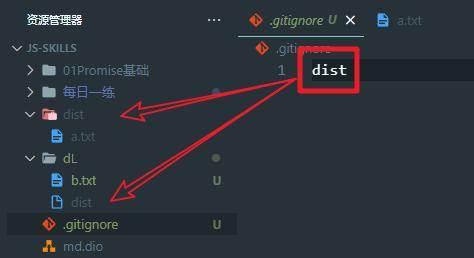 资源管理器
JS-SKILLS
01Promise基础
每日一练
dist
a.txt
dL
b.txt U
dist
.gitignore U
md.dio
.gitignore U
a.txt
.gitignore
1 dist